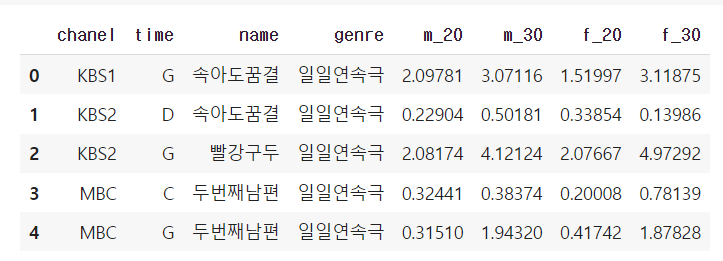 chanel time name genre m_20 m_30 f_20 f_30
0 KBS1 G 속아도꿈결 일일연속극 2.09781 3.07116 1.51997 3.11875
1 KBS2 D 속아도꿈결 일일연속극 0.22904 0.50181 0.33854 0.13986
2 KBS2 G 빨강구두 일일연속극 2.08174 4.12124 2.07667 4.97292
3 MBC C 두번째남편 일일연속극 0.32441 0.38374 0.20008 0.78139
4 MBC G 두번째남편 일일연속극 0.31510 1.94320 0.41742 1.87828